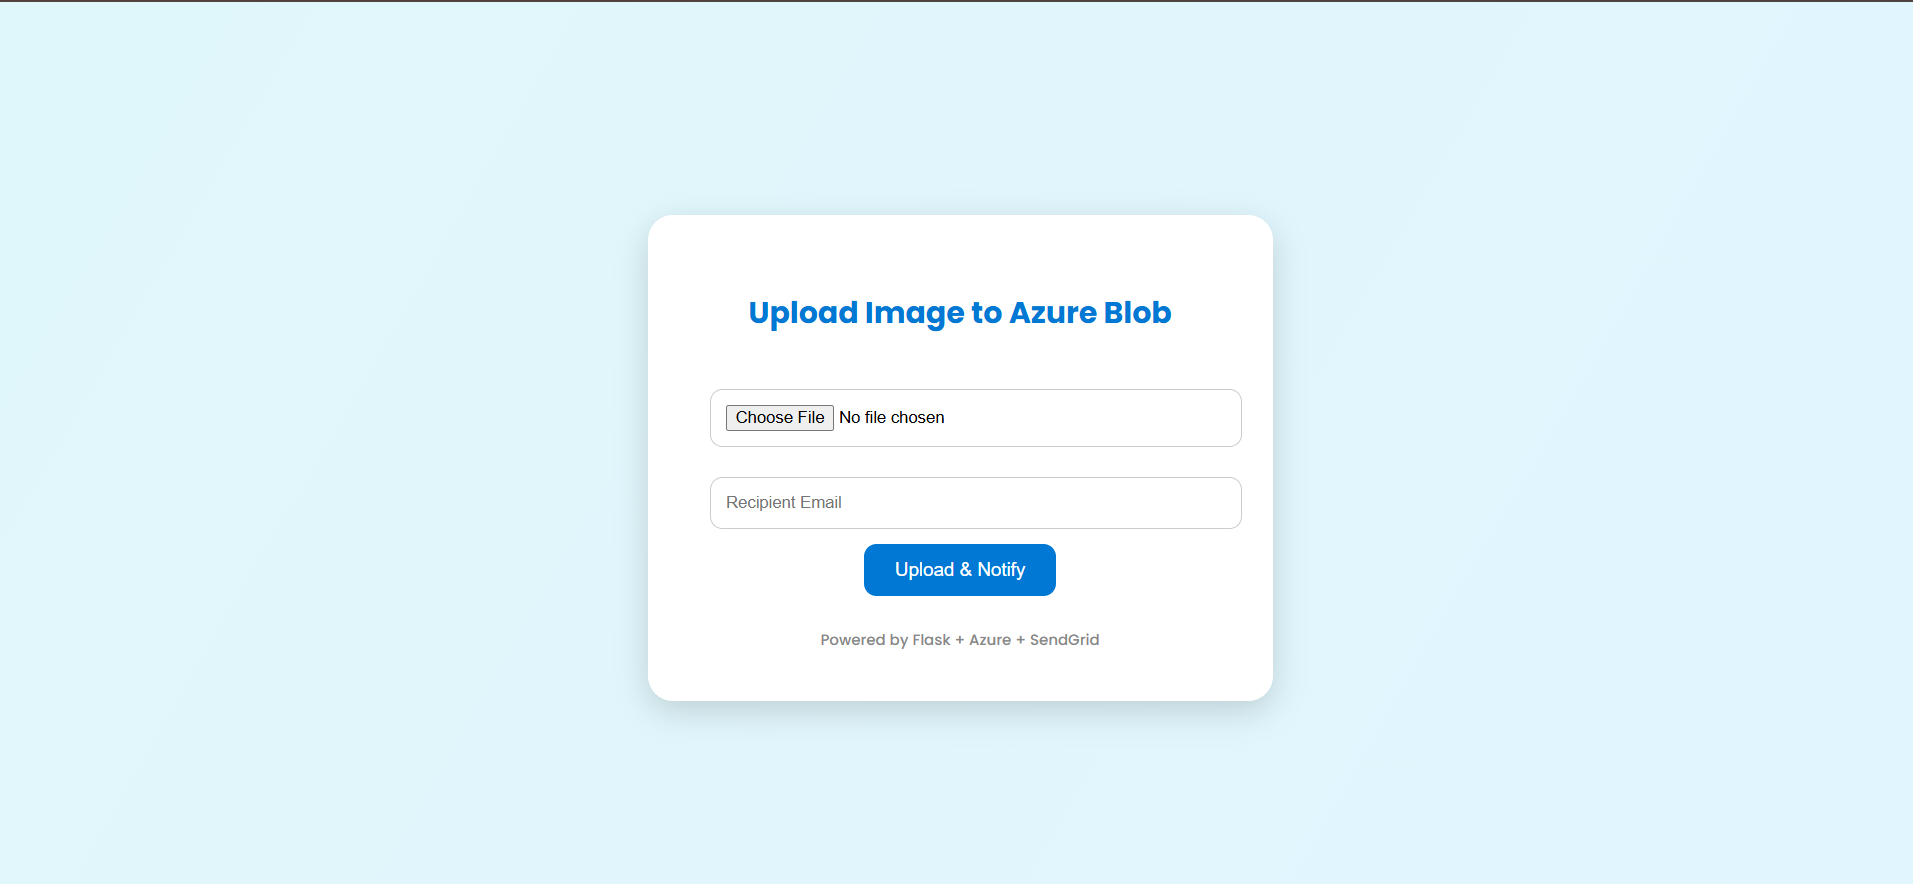 Upload Image to Azure Blob
Choose File No file chosen
Recipient Email
Upload & Notify
Powered by Flask + Azure + SendGrid